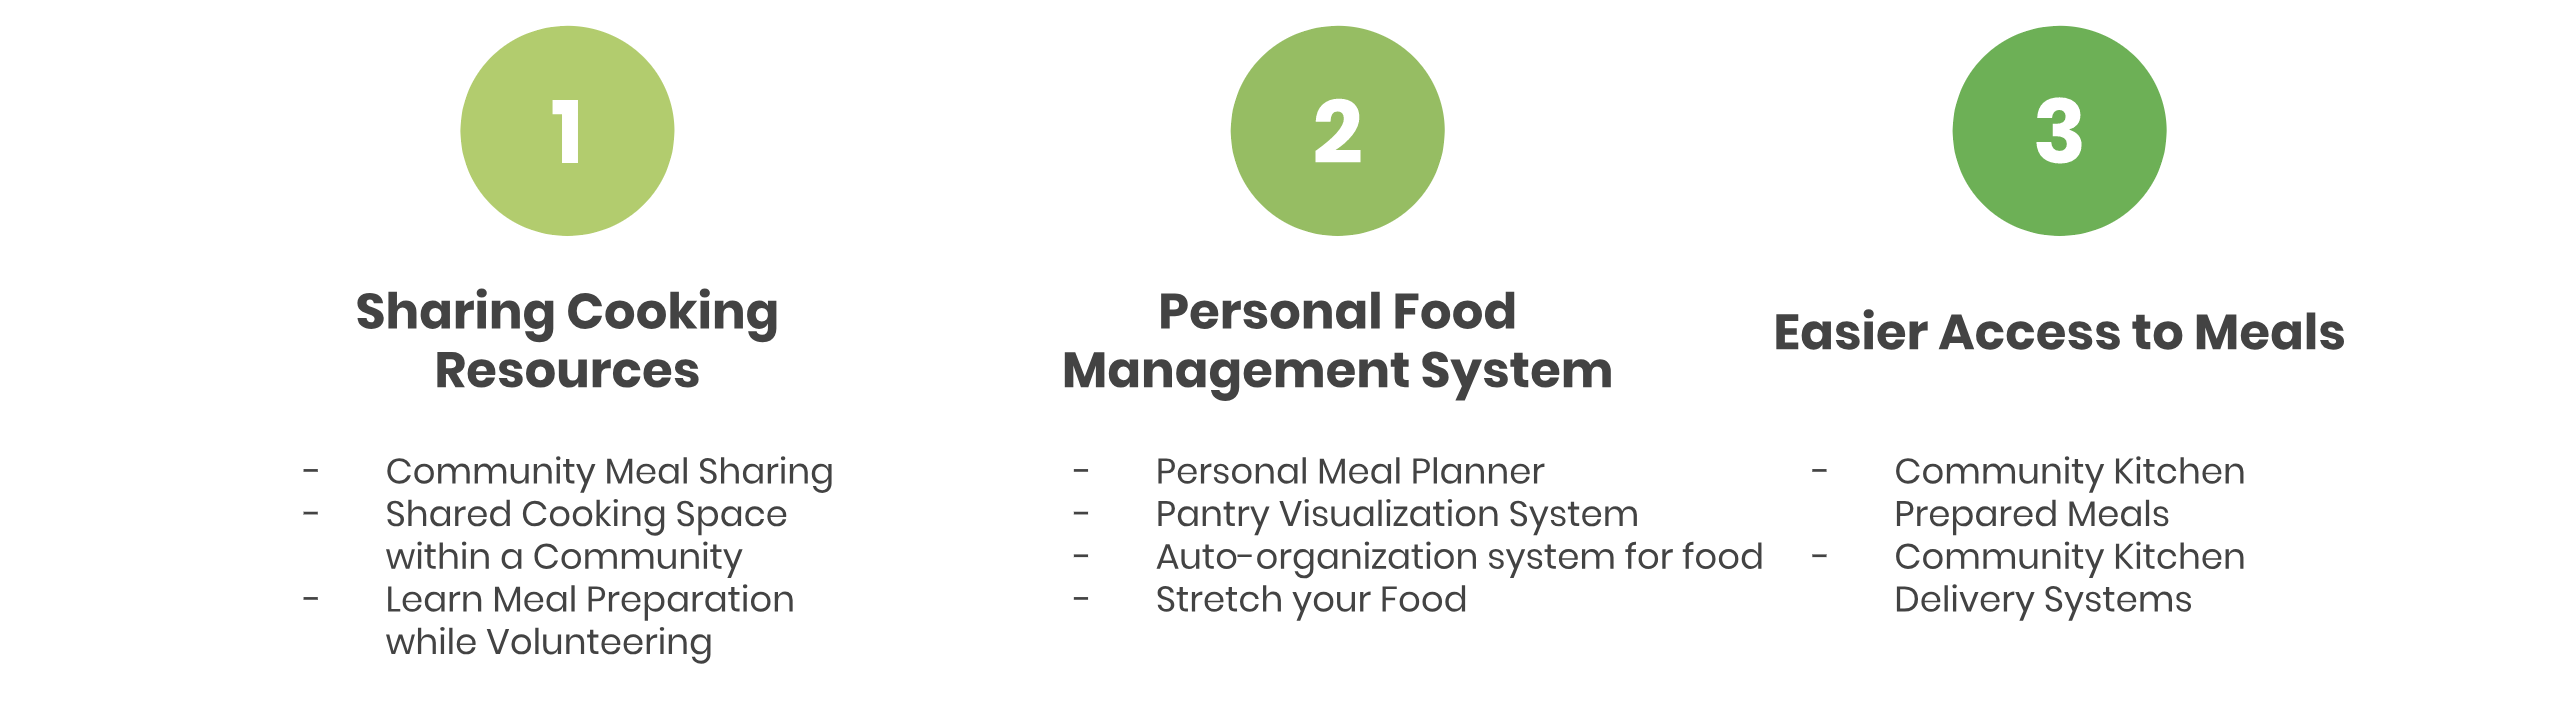 1
Sharing Cooking
Resources
- Community Meal Sharing
- Shared Cooking Space
within a Community
- Learn Meal Preparation
while Volunteering
2
Personal Food
Management System
- Personal Meal Planner
- Pantry Visualization System
- Auto-organization system for food
- Stretch your Food
3
Easier Access to Meals
- Community Kitchen
Prepared Meals
- Community Kitchen
Delivery Systems